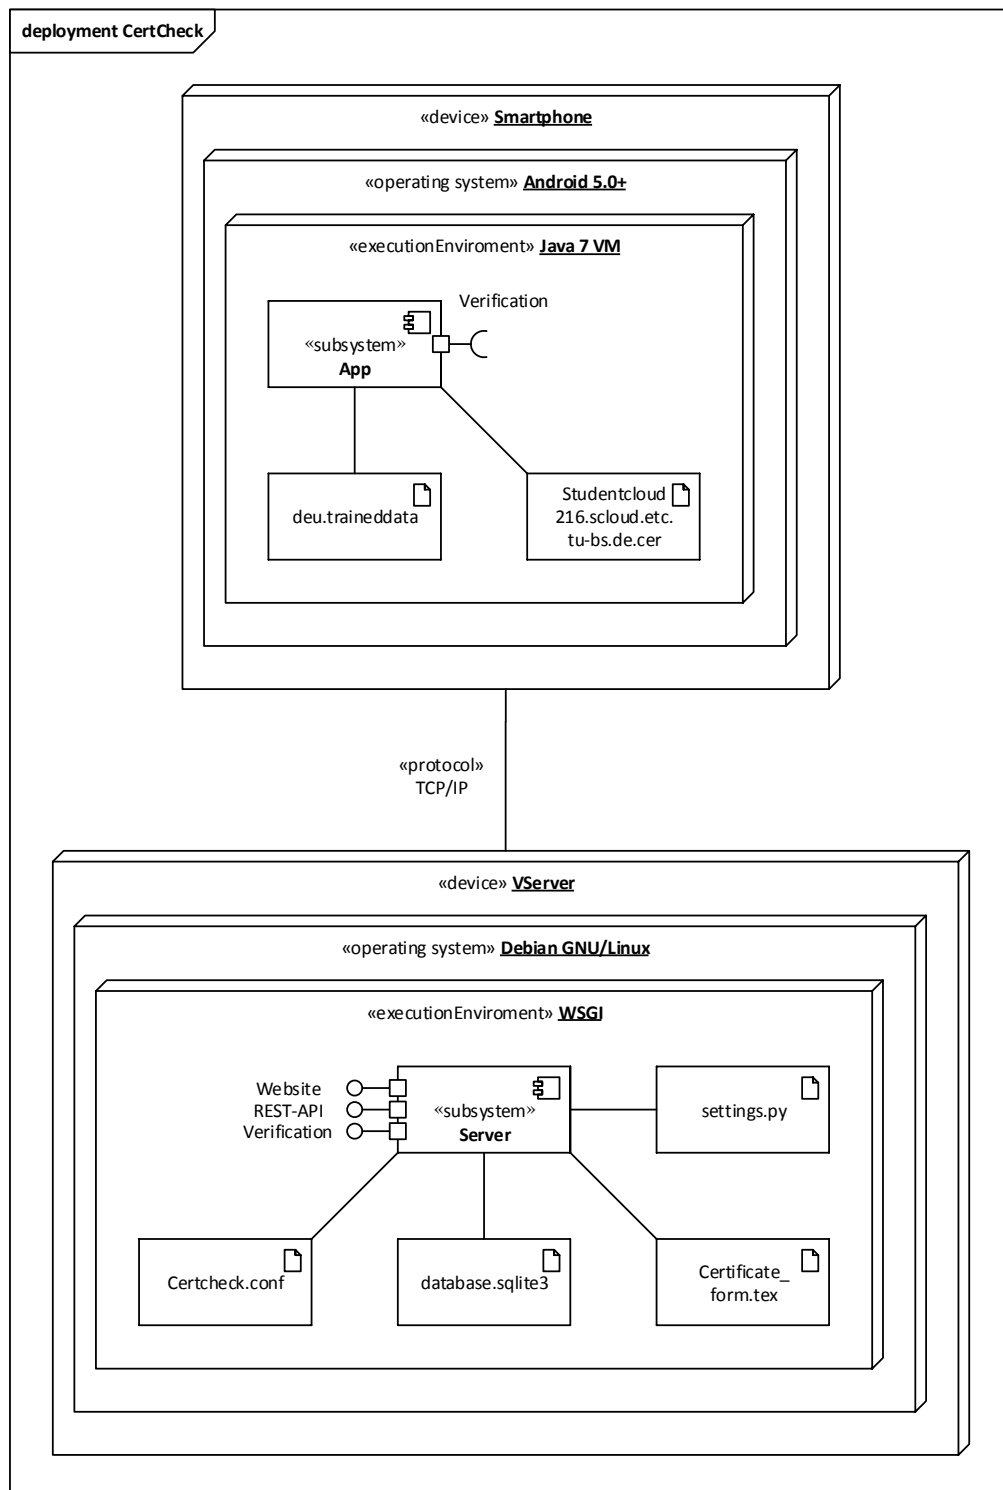 deployment CertCheck
«device» Smartphone
«operating system» Android 5.0+
«executionEnviroment» Java 7 VM
Verification
«subsystem»
App
deu.traineddata
Studentcloud
216.scloud.etc.
tu-bs.de.cer
«protocol»
TCP/IP
«device» VServer
«operating system» Debian GNU/Linux
«executionEnviroment» WSGI
Website
REST-API
Verification
«subsystem»
Server
settings.py
Certcheck.conf
database.sqlite3
Certificate_
form.tex